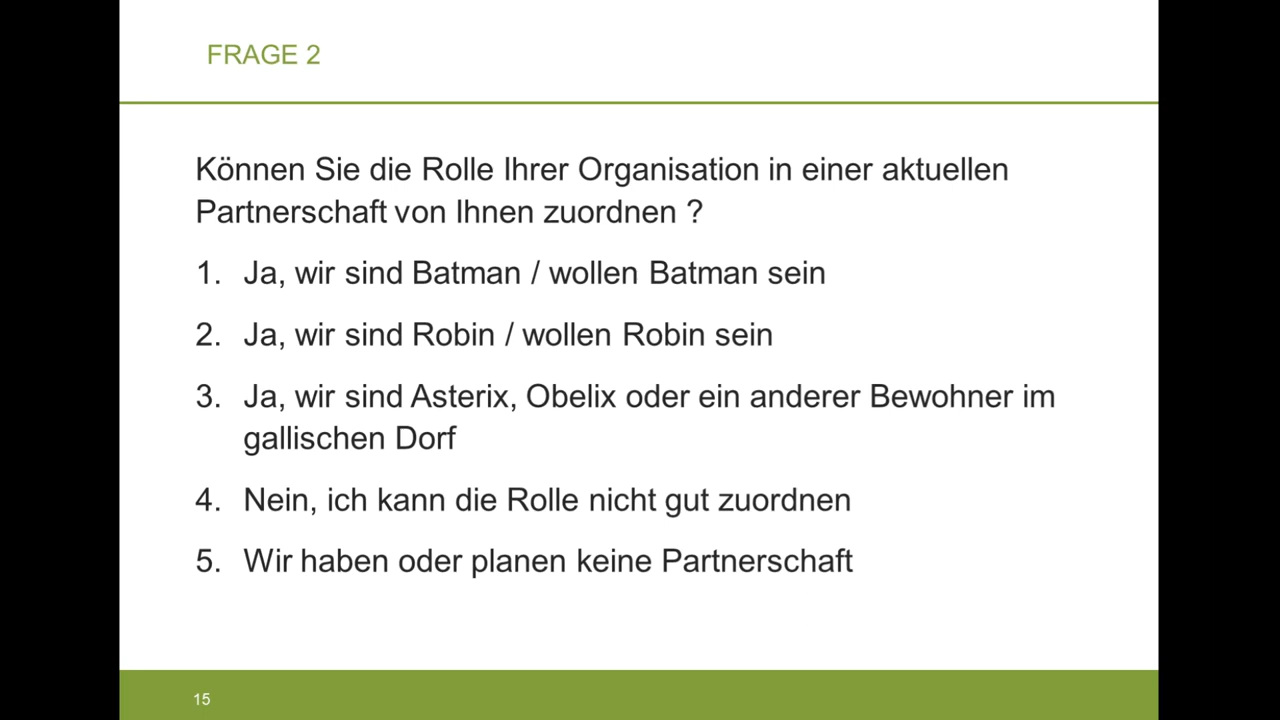 FRAGE 2
Können Sie die Rolle Ihrer Organisation in einer aktuellen
Partnerschaft von Ihnen zuordnen ?
1. Ja, wir sind Batman / wollen Batman sein
2. Ja, wir sind Robin / wollen Robin sein
3. Ja, wir sind Asterix, Obelix oder ein anderer Bewohner im
gallischen Dorf
4. Nein, ich kann die Rolle nicht gut zuordnen
5. Wir haben oder planen keine Partnerschaft
15